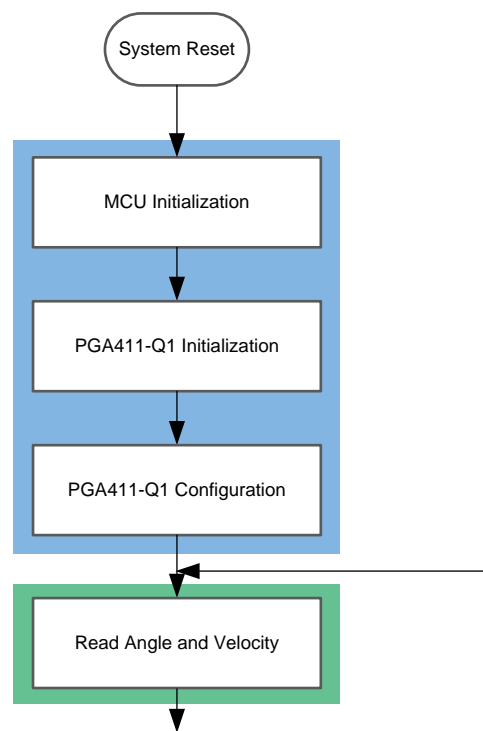 System Reset
MCU Initialization
PGA411-Q1 Initialization
PGA411-Q1 Configuration
Read Angle and Velocity